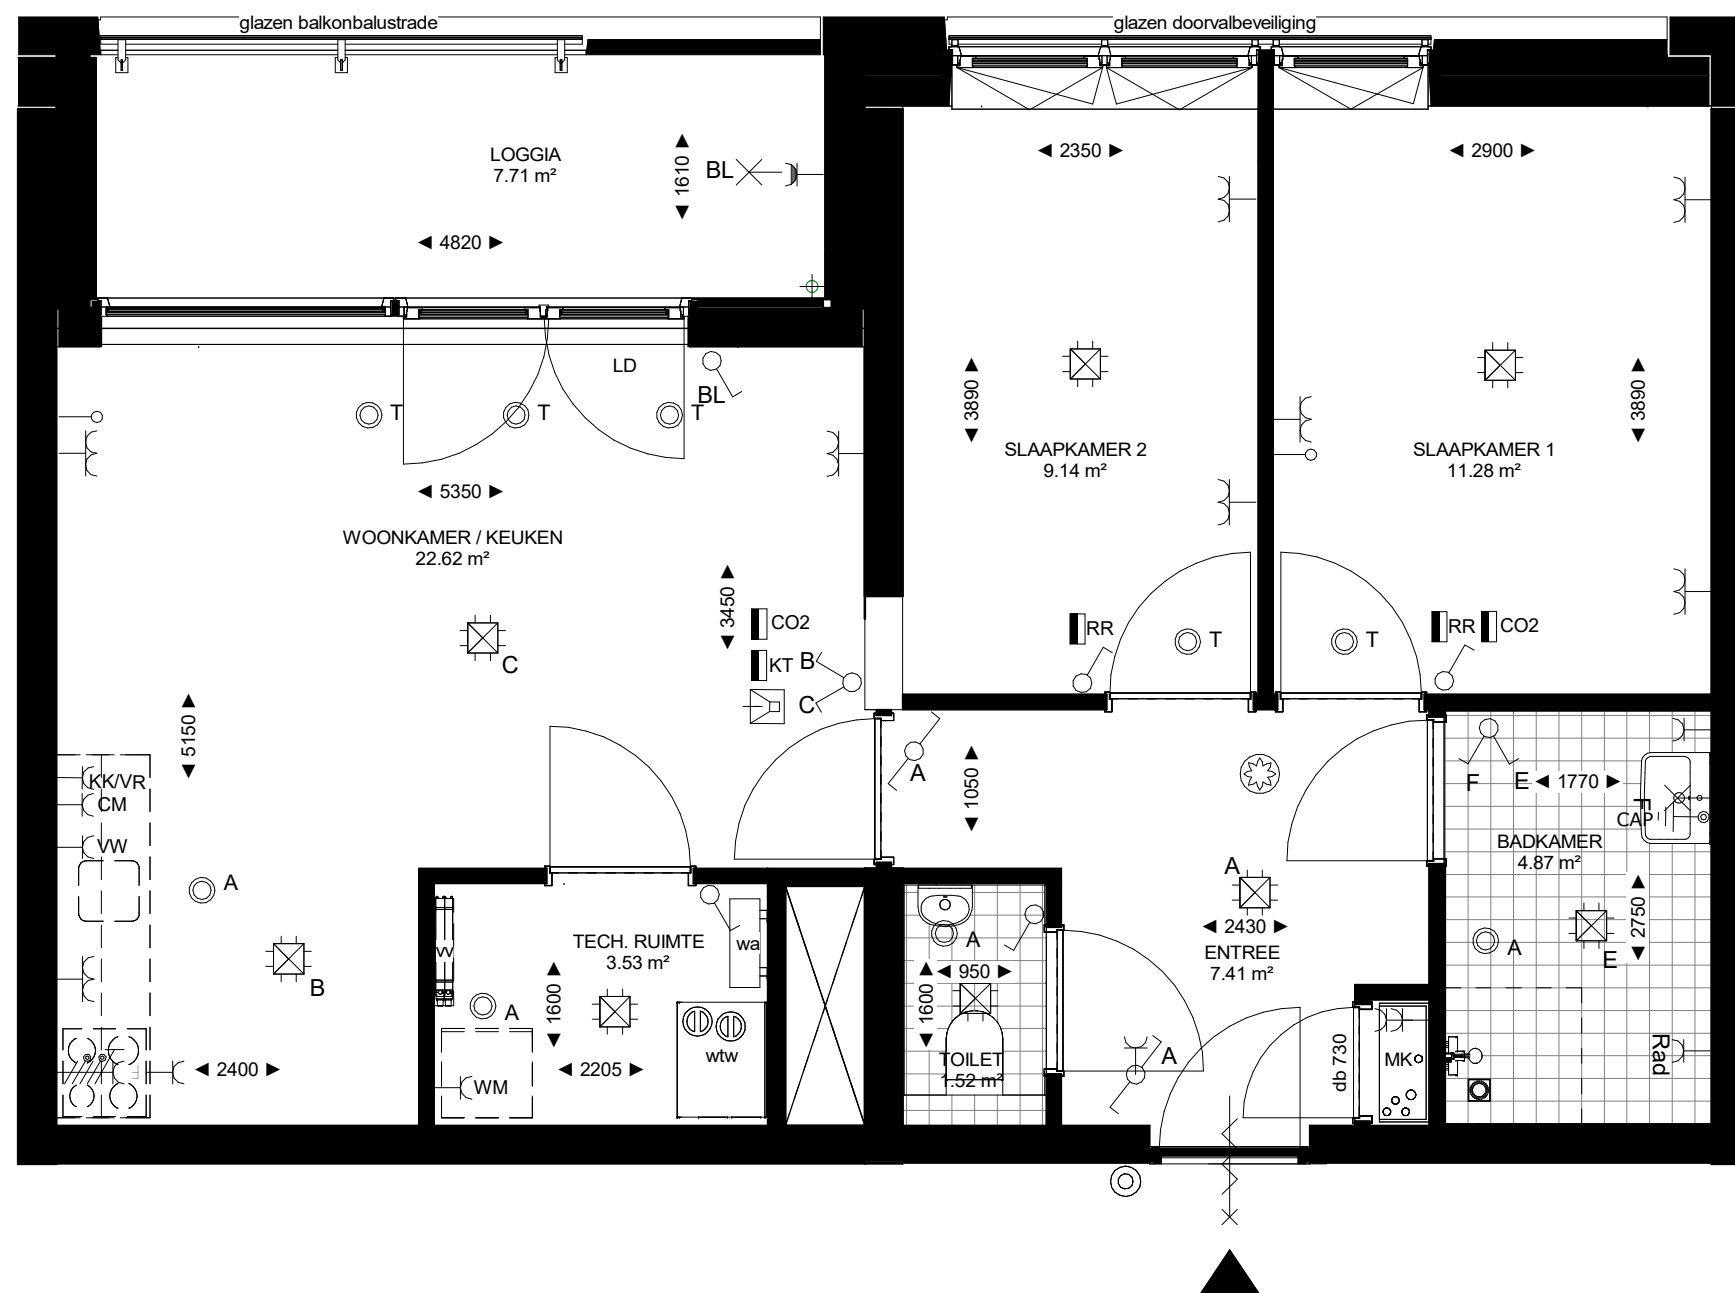 glazen balkonbalustrade
glazen doorvalbeveiliging
LOGGIA
7.71 m²
◄ 4820 ►
◄ 1610 ►
BL
◄ 2350 ►
◄ 2900 ►
LD
BL
T
T
T
◄ 5350 ►
WOONKAMER / KEUKEN
22.62 m²
◄ 3450 ►
◄ 5150 ►
C
CO2
KT
B
C
◄ 3890 ►
SLAAPKAMER 2
9.14 m²
RR
T
◄ 3890 ►
SLAAPKAMER 1
11.28 m²
T
RR
CO2
KK/VR
CM
VW
A
B
◄ 2400 ►
TECH. RUIMTE
3.53 m²
VV
wa
A
◄ 1600 ►
◄ 2205 ►
WM
wtw
A
◄ 1050 ►
A
◄ 950 ►
◄ 1600 ►
TOILET
1.52 m²
A
◄ 2430 ►
ENTREE
7.41 m²
A
db 730
MK
F
E
◄ 1770 ►
F
CAP
BADKAMER
4.87 m²
◄ 2750 ►
A
E
Rad